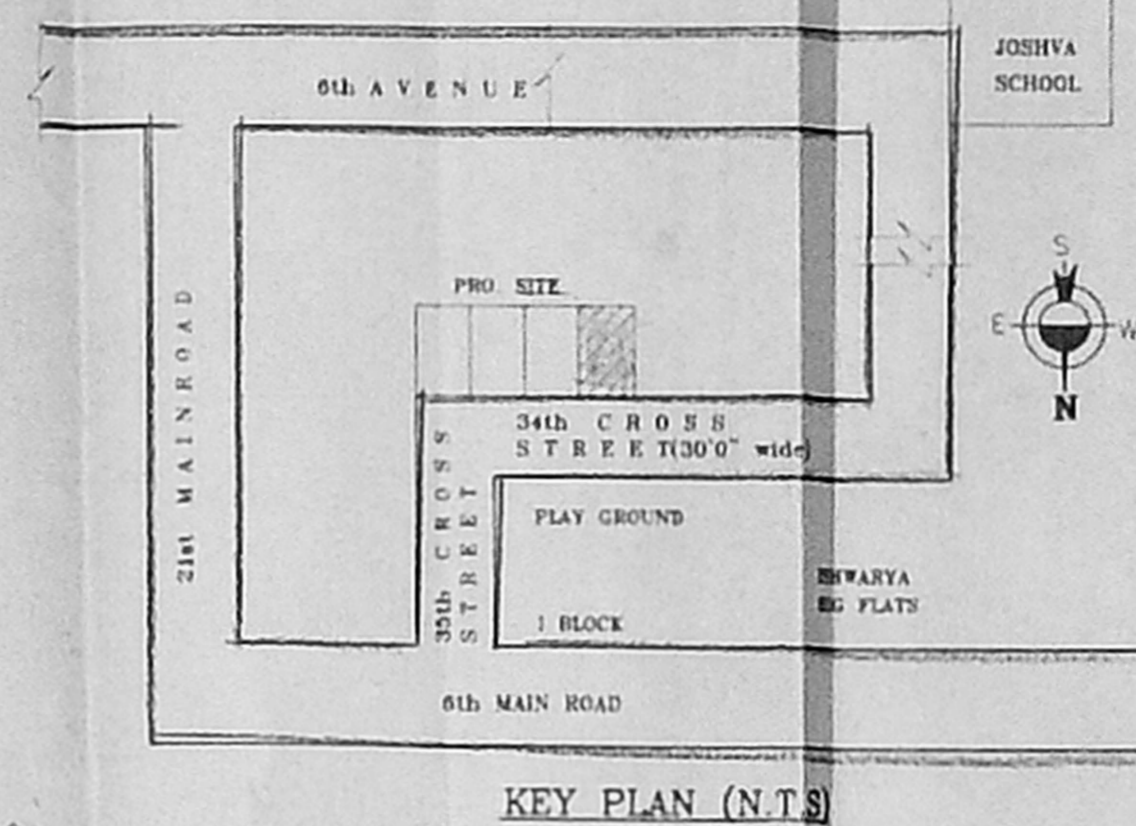 JOSHVA
SCHOOL
6th AVENUE
S
E
W
N
PRO. SITE
21st MAINROAD
34th CROSS
STREET(30'0" wide)
35th CROSS
STREET
PLAY GROUND
FLATS
I BLOCK
6th MAIN ROAD
KEY PLAN (N.T.S)